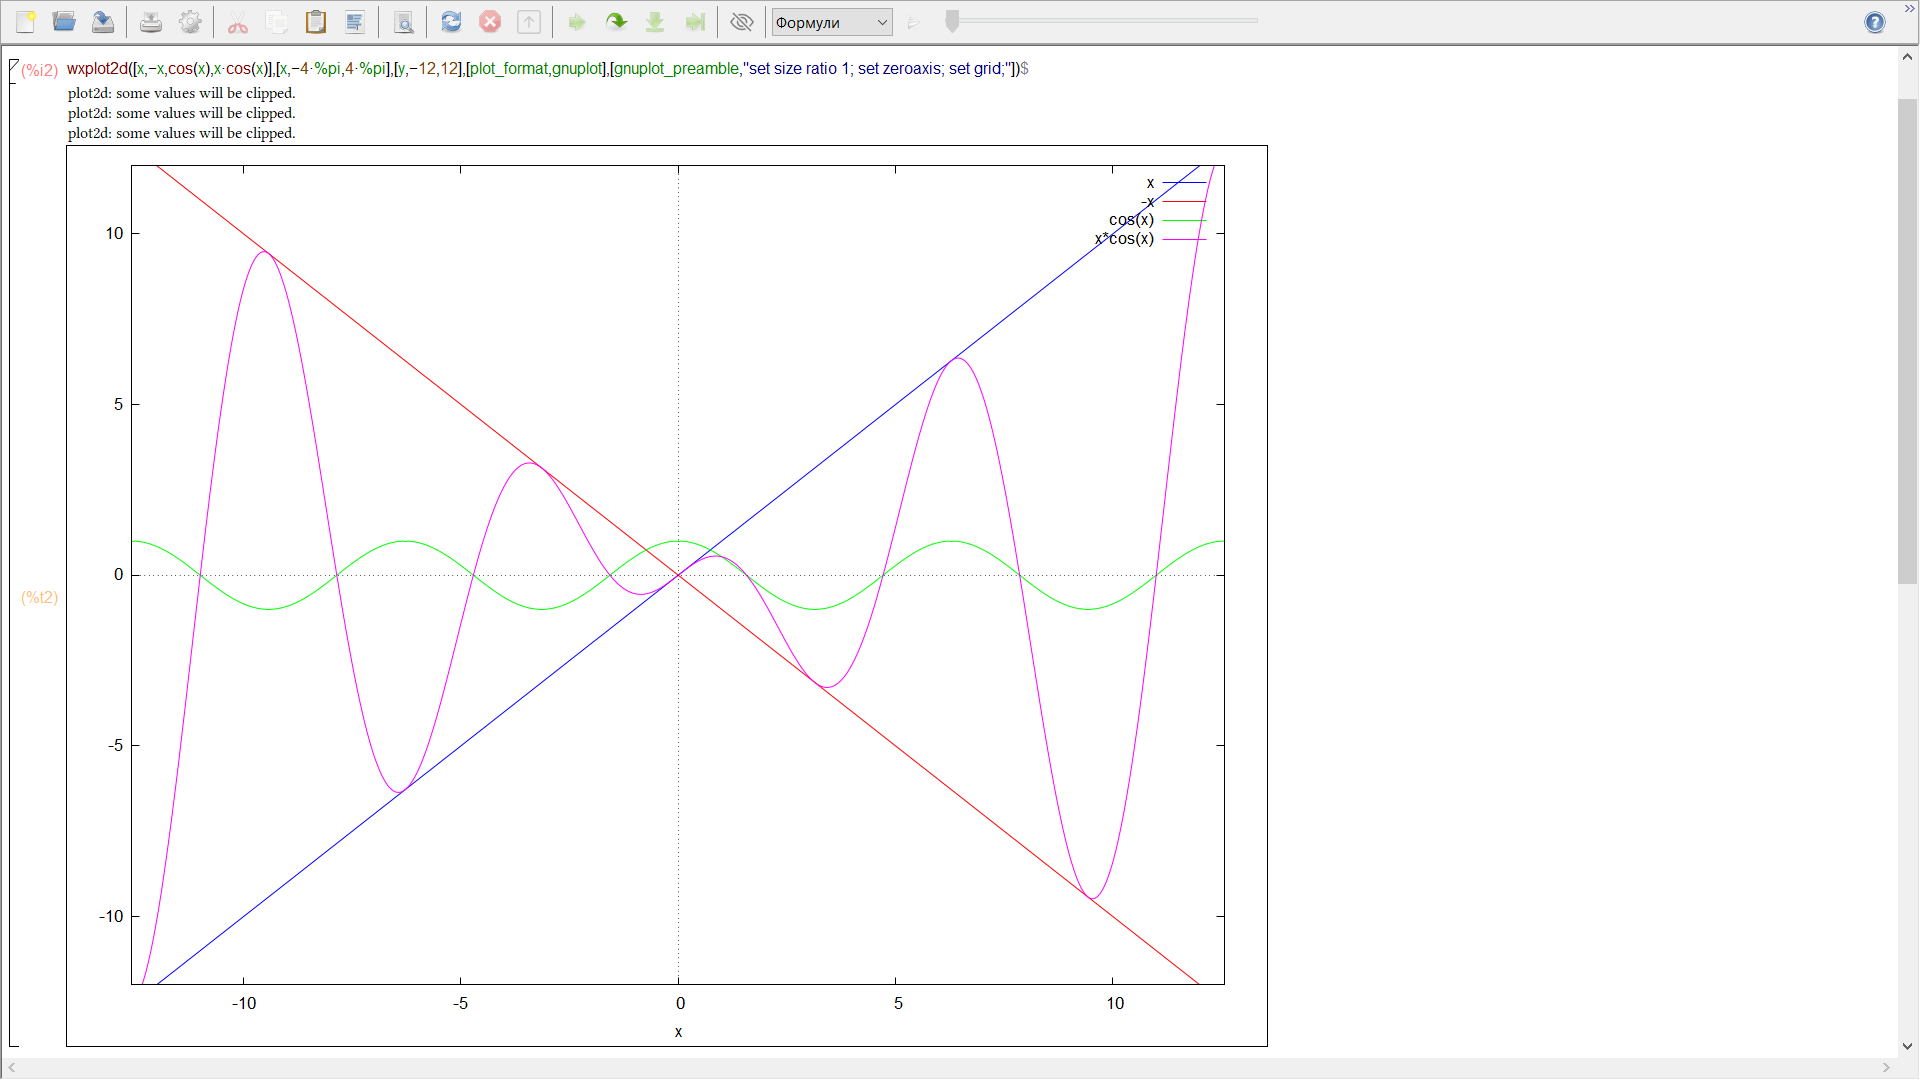 Формули
(%i2) wxplot2d([x,−x,cos(x),x·cos(x)],[x,−4·%pi,4·%pi],[y,−12,12],[plot_format,gnuplot],[gnuplot_preamble,"set size ratio 1; set zeroaxis; set grid;"])$
plot2d: some values will be clipped.
plot2d: some values will be clipped.
plot2d: some values will be clipped.
x
-x
cos(x)
x*cos(x)
10
5
0
-5
-10
(%t2)
-10 -5 0 5 10
x